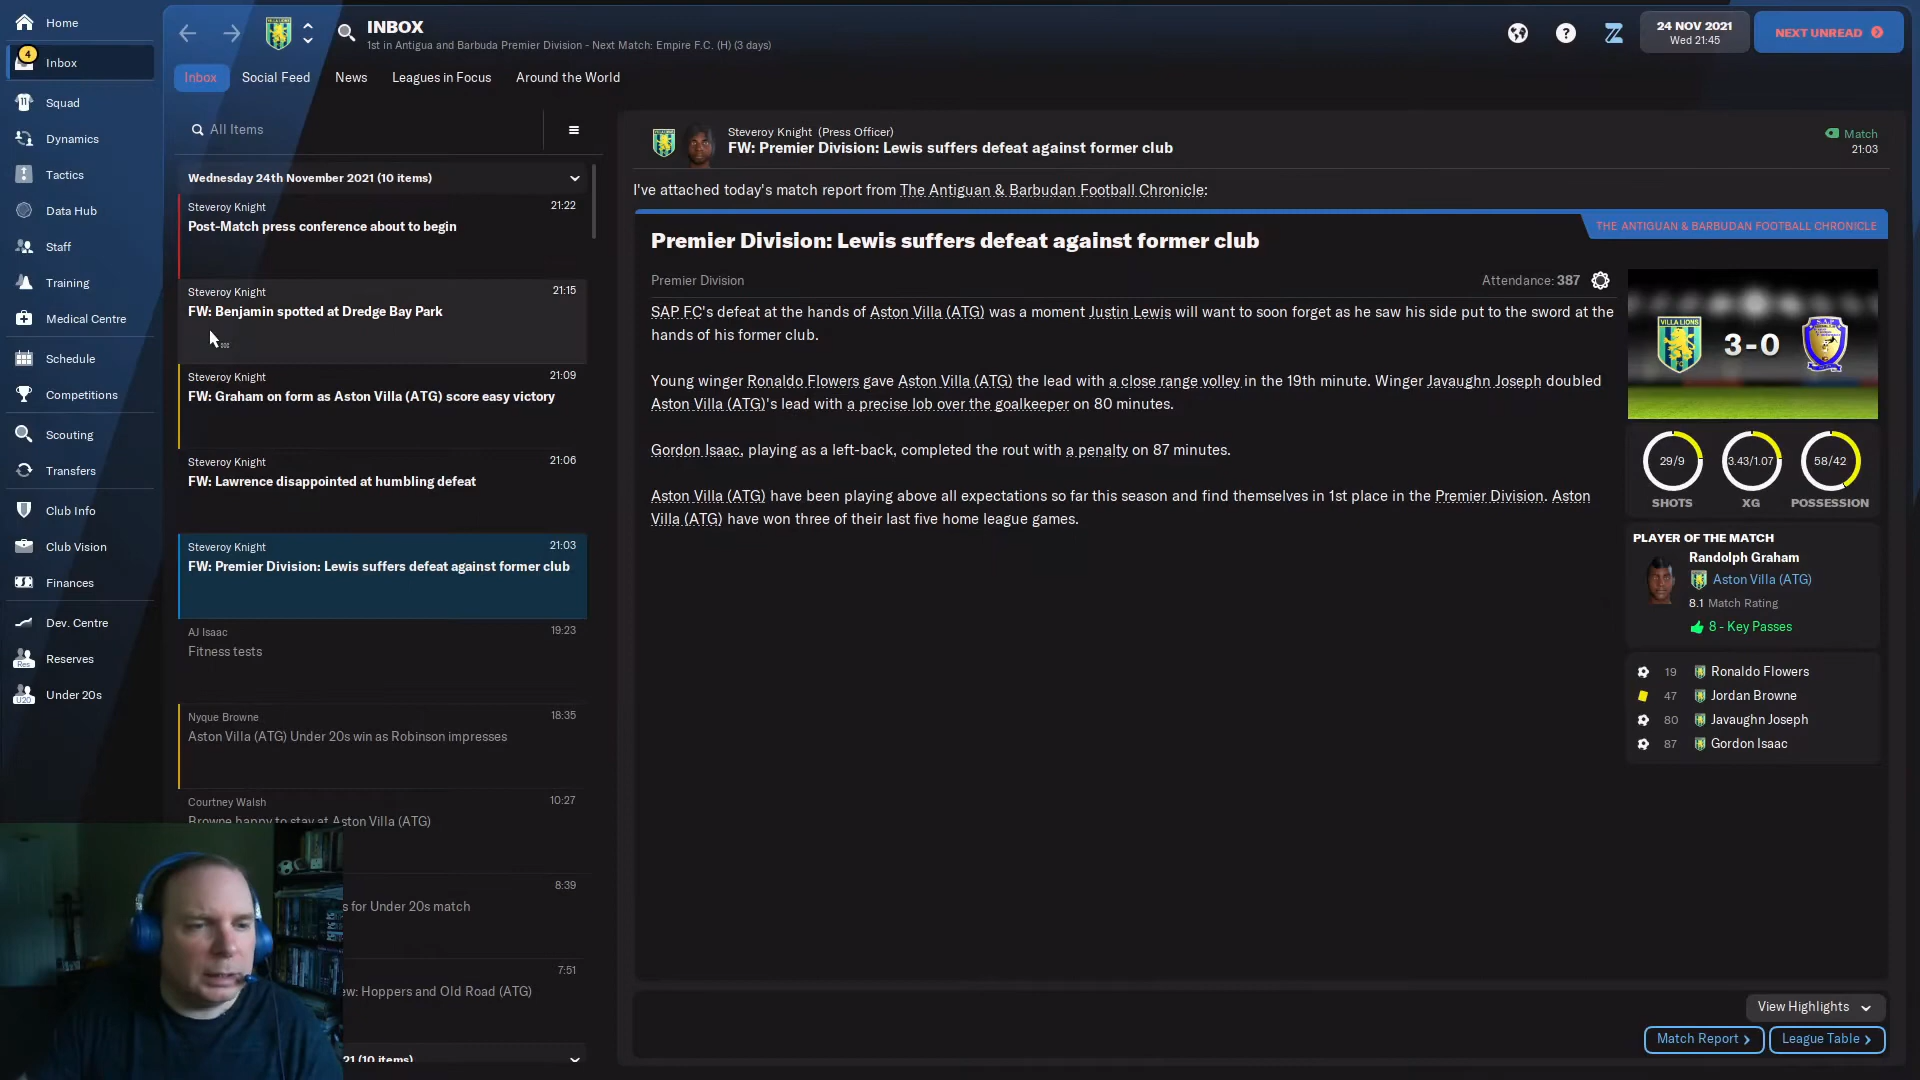 Home
4
Inbox
Squad
Dynamics
Tactics
Data Hub
Staff
Training
Medical Centre
Schedule
Competitions
Scouting
Transfers
Club Info
Club Vision
Finances
Dev. Centre
Res
Reserves
U20
Under 20s
VILLA LIONS
INBOX
1st in Antigua and Barbuda Premier Division - Next Match: Empire F.C. (H) (3 days)
24 NOV 2021
Wed 21:45
NEXT UNREAD
Inbox
Social Feed
News
Leagues in Focus
Around the World
All Items
Wednesday 24th November 2021 (10 items)
Steveroy Knight
21:22
Post-Match press conference about to begin
Steveroy Knight
21:15
FW: Benjamin spotted at Dredge Bay Park
Steveroy Knight
21:09
FW: Graham on form as Aston Villa (ATG) score easy victory
Steveroy Knight
21:06
FW: Lawrence disappointed at humbling defeat
Steveroy Knight
21:03
FW: Premier Division: Lewis suffers defeat against former club
AJ Isaac
19:23
Fitness tests
Nyque Browne
18:35
Aston Villa (ATG) Under 20s win as Robinson impresses
Courtney Walsh
10:27
Browne happy to stay at Aston Villa (ATG)
8:39
s for Under 20s match
7:51
ew: Hoppers and Old Road (ATG)
21 (10 items)
Steveroy Knight (Press Officer)
FW: Premier Division: Lewis suffers defeat against former club
Match
21:03
I've attached today's match report from The Antiguan & Barbudan Football Chronicle:
THE ANTIGUAN & BARBUDAN FOOTBALL CHRONICLE
Premier Division: Lewis suffers defeat against former club
Premier Division
Attendance: 387
SAP FC's defeat at the hands of Aston Villa (ATG) was a moment Justin Lewis will want to soon forget as he saw his side put to the sword at the
hands of his former club.
Young winger Ronaldo Flowers gave Aston Villa (ATG) the lead with a close range volley in the 19th minute. Winger Javaughn Joseph doubled
Aston Villa (ATG)'s lead with a precise lob over the goalkeeper on 80 minutes.
Gordon Isaac, playing as a left-back, completed the rout with a penalty on 87 minutes.
Aston Villa (ATG) have been playing above all expectations so far this season and find themselves in 1st place in the Premier Division. Aston
Villa (ATG) have won three of their last five home league games.
VILLA LIONS
3-0
29/9
3.43/1.07
58/42
SHOTS
XG
POSSESSION
PLAYER OF THE MATCH
Randolph Graham
Aston Villa (ATG)
8.1 Match Rating
8 - Key Passes
19 Ronaldo Flowers
47 Jordan Browne
80 Javaughn Joseph
87 Gordon Isaac
View Highlights
Match Report
League Table